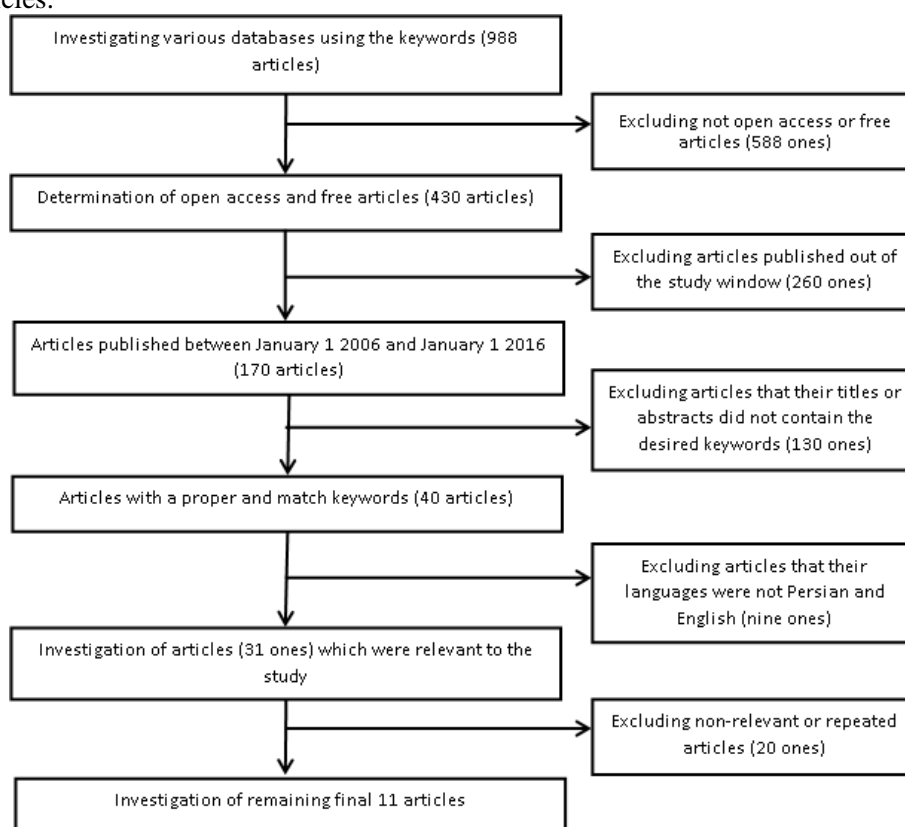 icles.
Investigating various databases using the keywords (988
articles)
Excluding not open access or free
articles (588 ones)
Determination of open access and free articles (430 articles)
Excluding articles published out of
the study window (260 ones)
Articles published between January 1 2006 and January 1 2016
(170 articles)
Excluding articles that their titles or
abstracts did not contain the
desired keywords (130 ones)
Articles with a proper and match keywords (40 articles)
Excluding articles that their
languages were not Persian and
English (nine ones)
Investigation of articles (31 ones) which were relevant to the
study
Excluding non-relevant or repeated
articles (20 ones)
Investigation of remaining final 11 articles